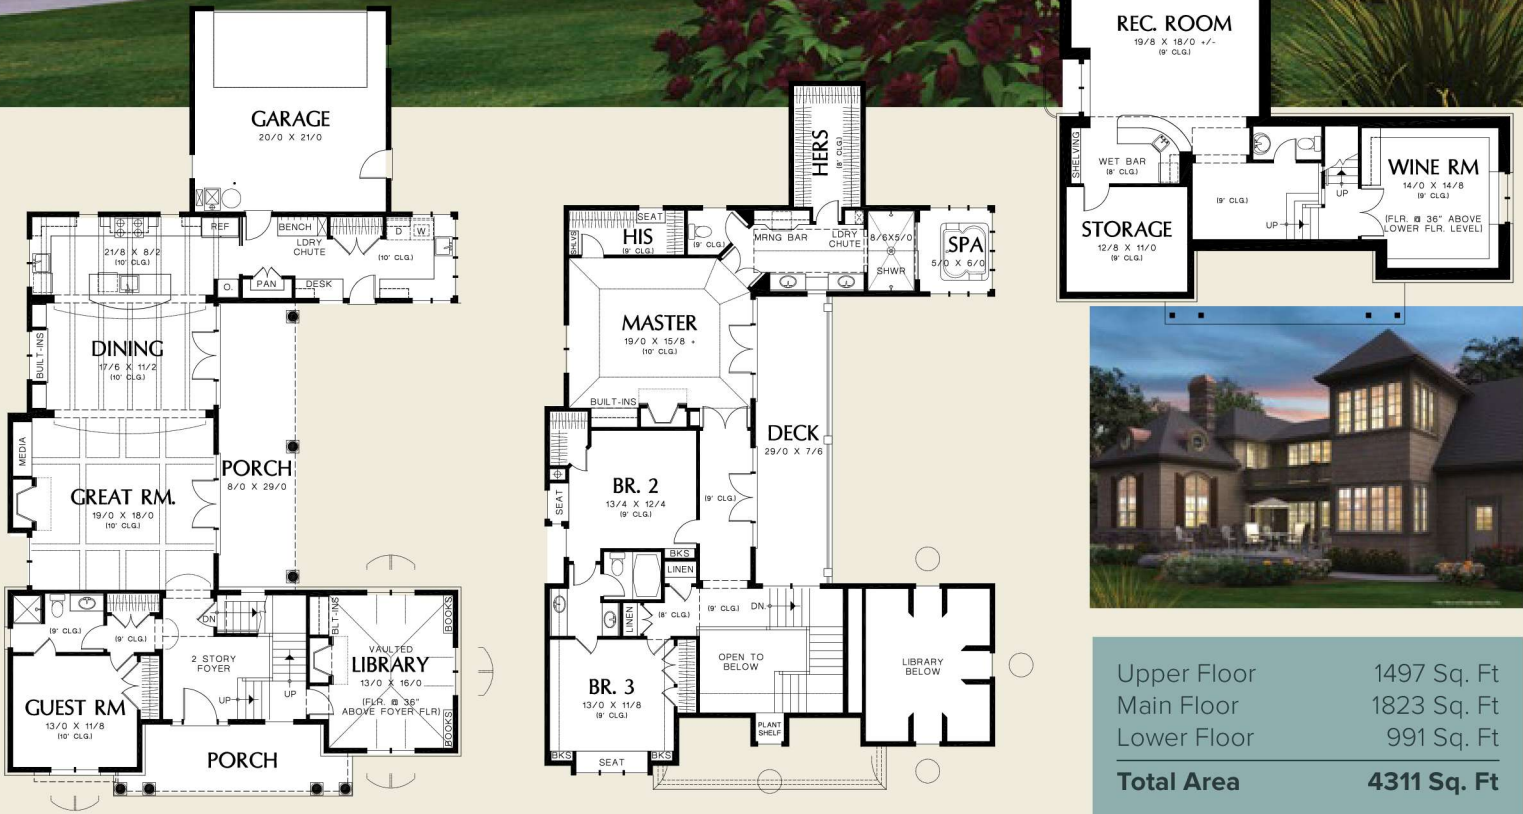 GARAGE
20/0 X 21/0
REF
BENCH
LDRY
CHUTE
D
W
(10' CLG.)
21/8 X 8/2
(10' CLG.)
O.
PAN
DESK
BUILT-INS
DINING
17/6 X 11/2
(10' CLG.)
MEDIA
GREAT RM.
19/0 X 18/0
(10' CLG.)
PORCH
8/0 X 29/0
(9' CLG.)
(9' CLG.)
DN
2 STORY
FOYER
UP
UP
BLT-INS
BOOKS
VAULTED
LIBRARY
13/0 X 16/0
(FLR. @ 36"
ABOVE FOYER FLR)
BOOKS
GUEST RM
13/0 X 11/8
(10' CLG.)
PORCH
HERS
(8' CLG.)
SEAT
SHLVS
HIS
(9' CLG.)
(9' CLG.)
MRNG BAR
LDRY
CHUTE
8/6X5/0
SHWR
SPA
5/0 X 6/0
MASTER
19/0 X 15/8 +
(10' CLG.)
BUILT-INS
DECK
29/0 X 7/6
SEAT
BR. 2
13/4 X 12/4
(9' CLG.)
(9' CLG.)
BKS
LINEN
LINEN
(8' CLG.)
(9' CLG.)
DN.
OPEN TO
BELOW
LIBRARY
BELOW
BR. 3
13/0 X 11/8
(9' CLG.)
PLANT
SHELF
BKS
SEAT
BKS
REC. ROOM
19/8 X 18/0 +/-
(9' CLG.)
SHELVING
WET BAR
(8' CLG.)
(9' CLG.)
UP
UP
WINE RM
14/0 X 14/8
(9' CLG.)
(FLR. @ 36" ABOVE
LOWER FLR. LEVEL)
STORAGE
12/8 X 11/0
(9' CLG.)
Upper Floor 1497 Sq. Ft
Main Floor 1823 Sq. Ft
Lower Floor 991 Sq. Ft
Total Area 4311 Sq. Ft